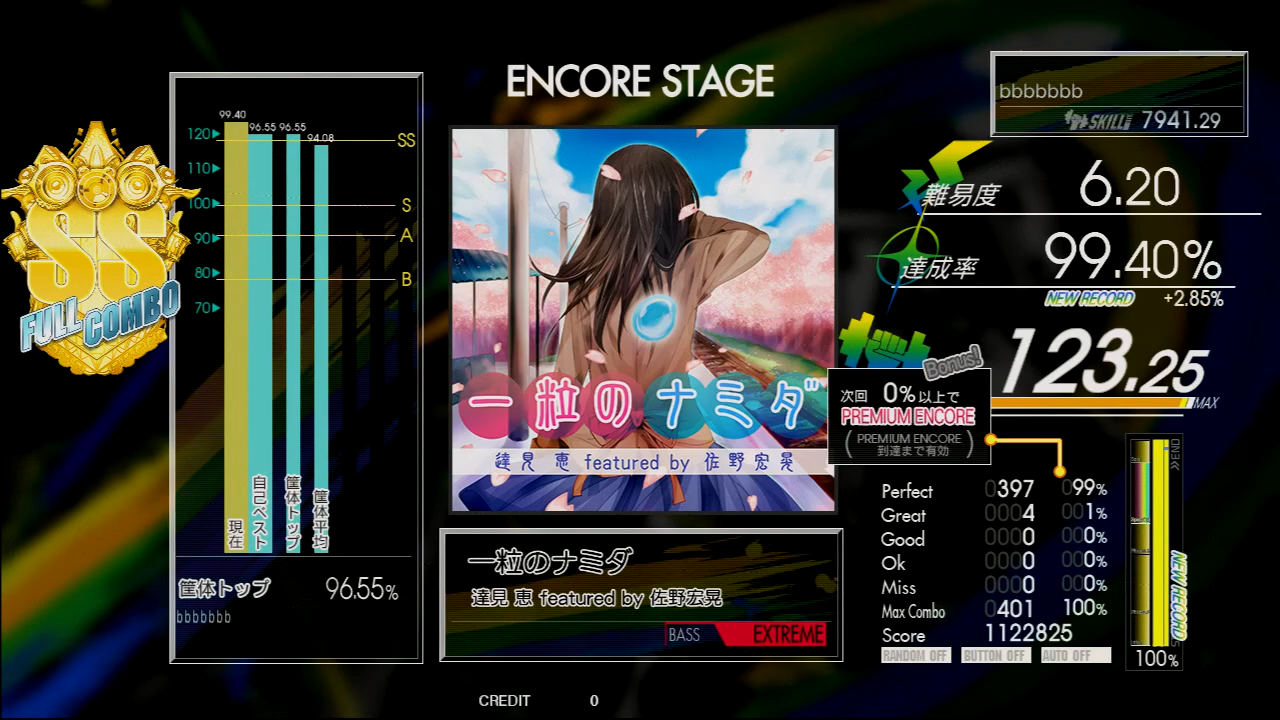 ENCORE STAGE
bbbbbbb
SKILL 7941.29
99.40
96.55
96.55
94.08
120
110
100
90
80
70
SS
S
A
B
現在
自己ベスト
筐体トップ
筐体平均
筐体トップ 96.55%
bbbbbbb
SS
FULL COMBO
一粒のナミダ
達見 恵 featured by 佐野宏晃
一粒のナミダ
達見 恵 featured by 佐野宏晃
BASS EXTREME
難易度 6.20
達成率 99.40%
NEW RECORD +2.85%
123.25
MAX
Bonus!
次回 0%以上で
PREMIUM ENCORE
(PREMIUM ENCORE
到達まで有効)
Perfect 0397 099%
Great 0004 001%
Good 0000 000%
Ok 0000 000%
Miss 0000 000%
Max Combo 0401 100%
Score 1122825
RANDOM OFF BUTTON OFF AUTO OFF
END
NEW RECORD
100%
CREDIT 0